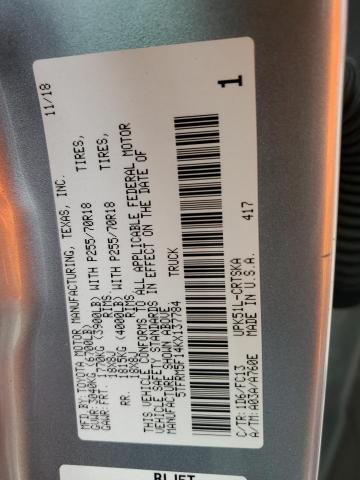 MFD. BY: TOYOTA MOTOR MANUFACTURING, TEXAS, INC. 11/18
GVWR: 3040KG (6700LB)
GAWR: FRT. 1770KG (3900LB) WITH P255/70R18 TIRES,
18X8J RIMS,
RR. 1815KG (4000LB) WITH P255/70R18 TIRES,
18X8J RIMS
THIS VEHICLE CONFORMS TO ALL APPLICABLE FEDERAL MOTOR
VEHICLE SAFETY STANDARDS IN EFFECT ON THE DATE OF
MANUFACTURE SHOWN ABOVE.
5TFRM5F14KX137784 TRUCK
C/TR: 1D6/FC13 UPK51L-CRTSKA 1
A/TM: A03A/A760E MADE IN U.S.A. 417